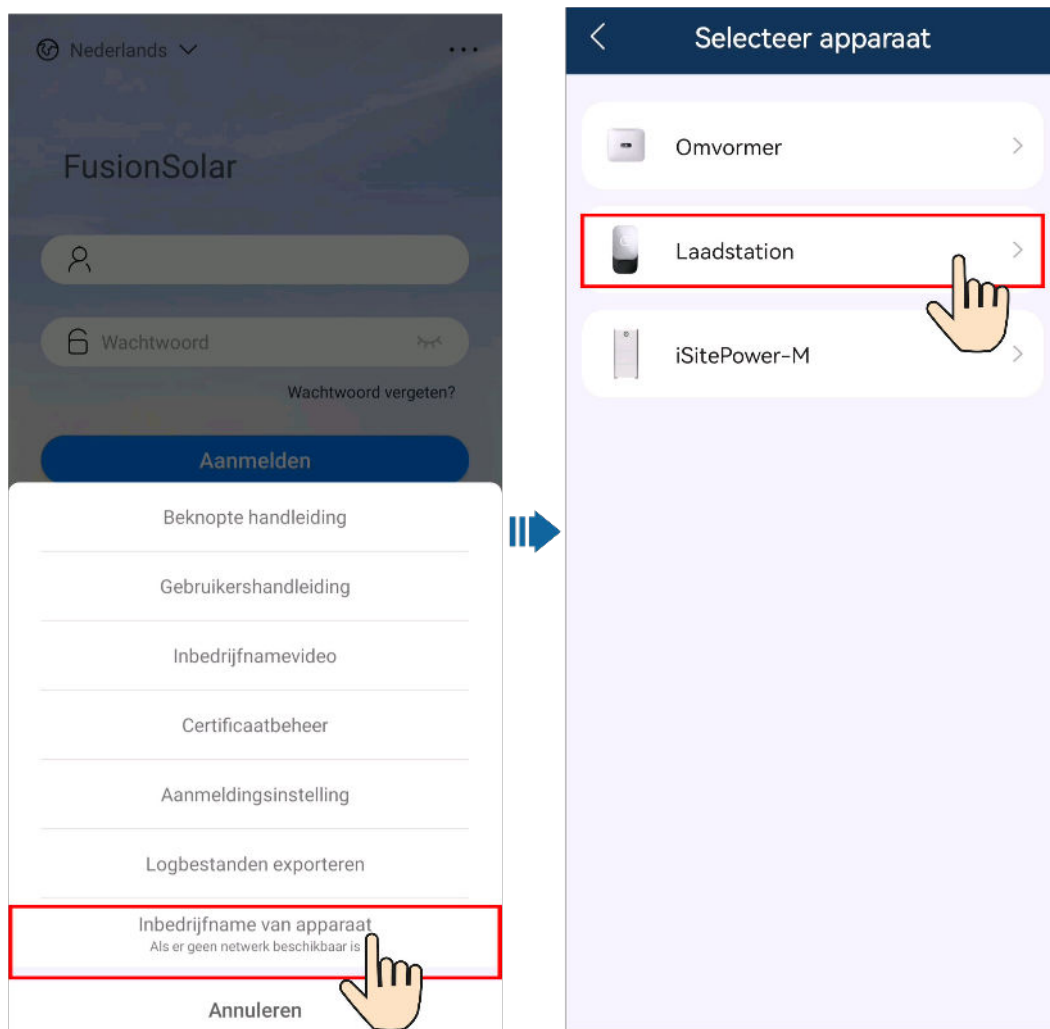 Nederlands
...
FusionSolar
Wachtwoord
Wachtwoord vergeten?
Aanmelden
Beknopte handleiding
Gebruikershandleiding
Inbedrijfnamevideo
Certificaatbeheer
Aanmeldingsinstelling
Logbestanden exporteren
Inbedrijfname van apparaat
Als er geen netwerk beschikbaar is
Annuleren
Selecteer apparaat
Omvormer
Laadstation
iSitePower-M